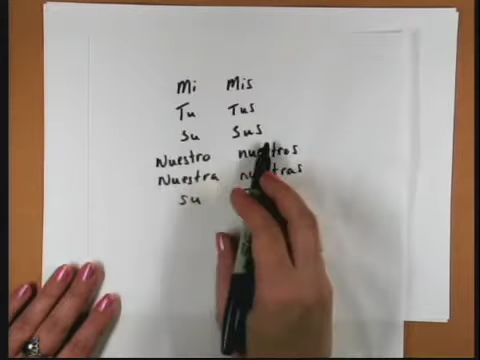 Mi Mis
Tu Tus
su sus
Nuestro nuestros
Nuestra nuestras
su